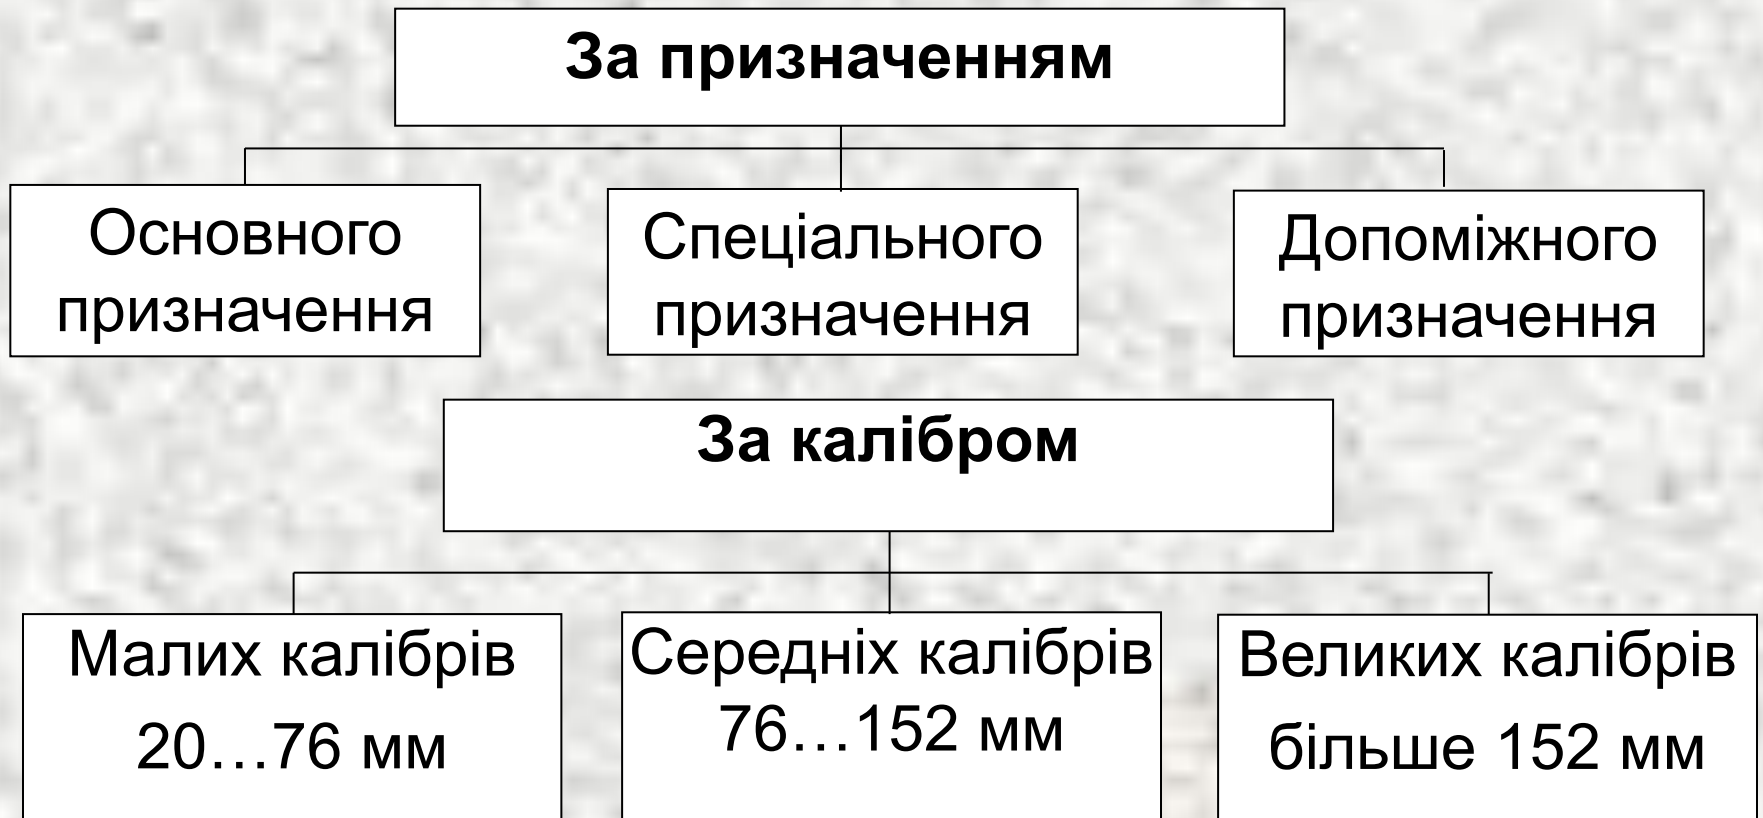 За призначенням
Основного
призначення
Спеціального
призначення
Допоміжного
призначення
За калібром
Малих калібрів
20…76 мм
Середніх калібрів
76…152 мм
Великих калібрів
більше 152 мм